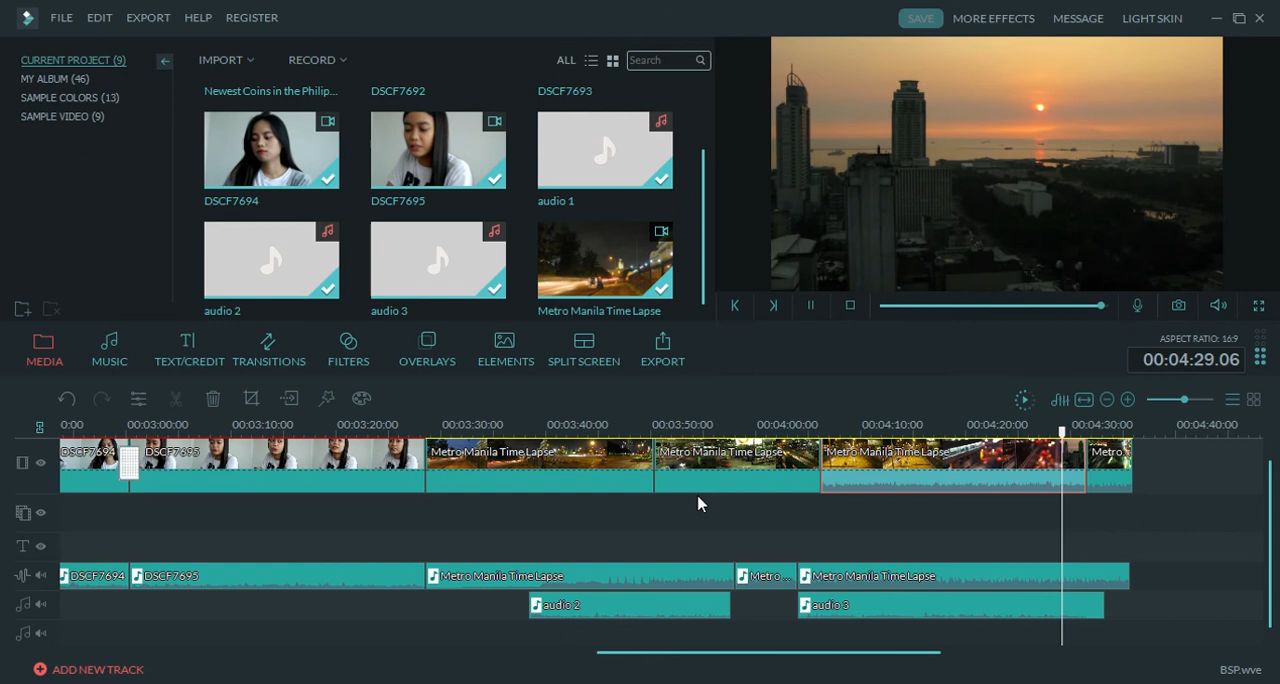 FILE EDIT EXPORT HELP REGISTER SAVE MORE EFFECTS MESSAGE LIGHT SKIN
CURRENT PROJECT (9)
MY ALBUM (46)
SAMPLE COLORS (13)
SAMPLE VIDEO (9)
IMPORT RECORD ALL Search
Newest Coins in the Philip... DSCF7692 DSCF7693
DSCF7694 DSCF7695 audio 1
audio 2 audio 3 Metro Manila Time Lapse
MEDIA MUSIC TEXT/CREDIT TRANSITIONS FILTERS OVERLAYS ELEMENTS SPLIT SCREEN EXPORT
ASPECT RATIO: 16:9
00:04:29.06
0:00 00:03:00:00 00:03:10:00 00:03:20:00 00:03:30:00 00:03:40:00 00:03:50:00 00:04:00:00 00:04:10:00 00:04:20:00 00:04:30:00 00:04:40:00
DSCF7694 DSCF7695 Metro Manila Time Lapse Metro Manila Time Lapse Metro Manila Time Lapse Metro
T
DSCF7694 DSCF7695 Metro Manila Time Lapse Metro ... Metro Manila Time Lapse
audio 2 audio 3
ADD NEW TRACK BSP.wve